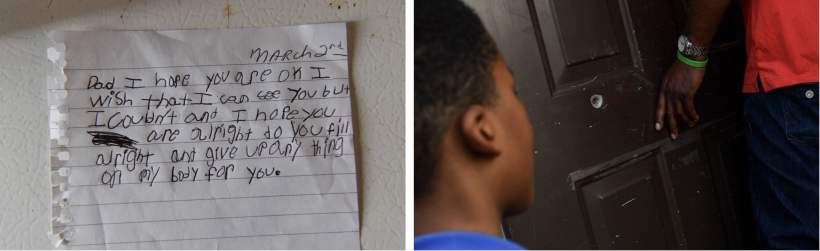 MARCH 2nd
Dad I hope you are ok I
wish that I can see you but
I Coubn't and I hope you
are alright do you fill
alright and give up any thing
on my body for you.